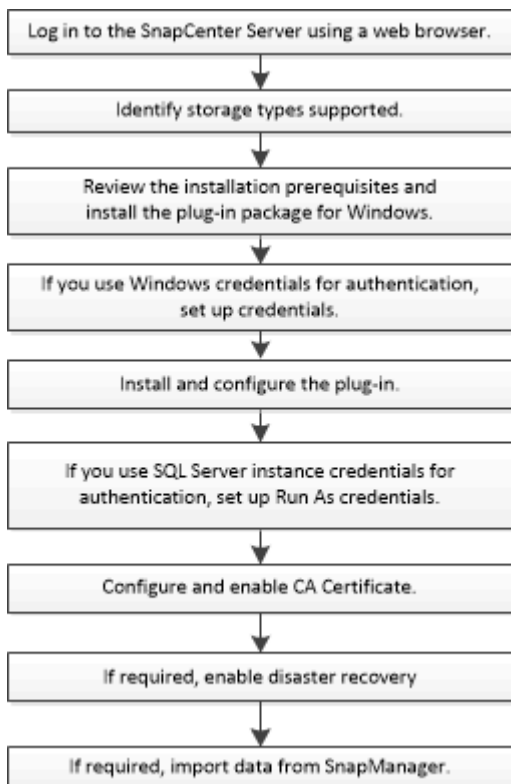 Log in to the SnapCenter Server using a web browser.
Identify storage types supported.
Review the installation prerequisites and
install the plug-in package for Windows.
If you use Windows credentials for authentication,
set up credentials.
Install and configure the plug-in.
If you use SQL Server instance credentials for
authentication, set up Run As credentials.
Configure and enable CA Certificate.
If required, enable disaster recovery
If required, import data from SnapManager.